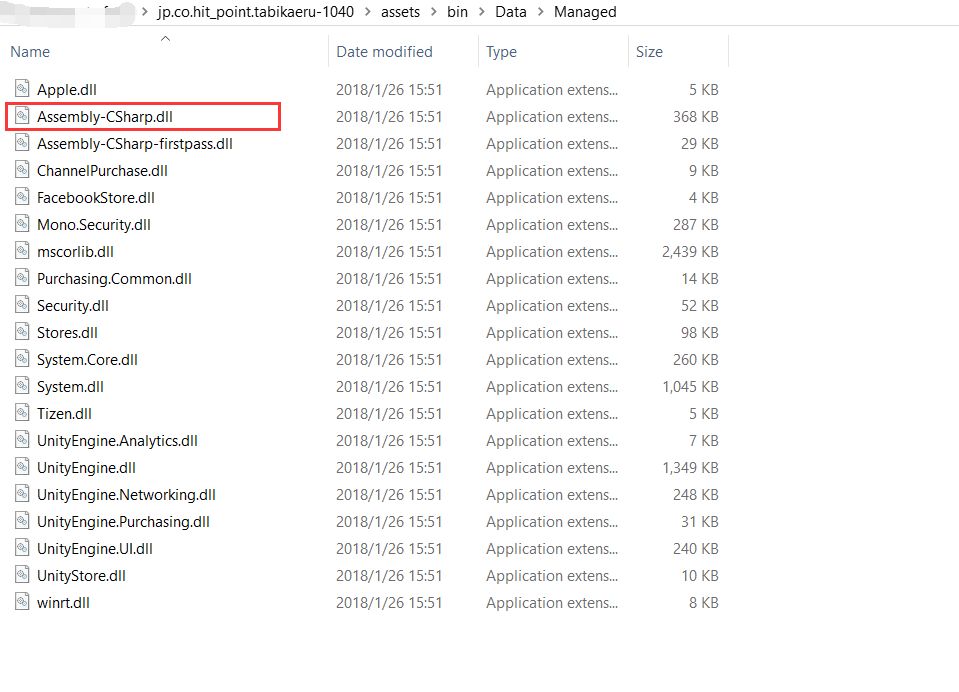 jp.co.hit_point.tabikaeru-1040 > assets > bin > Data > Managed
Name Date modified Type Size
Apple.dll 2018/1/26 15:51 Application extens... 5 KB
Assembly-CSharp.dll 2018/1/26 15:51 Application extens... 368 KB
Assembly-CSharp-firstpass.dll 2018/1/26 15:51 Application extens... 29 KB
ChannelPurchase.dll 2018/1/26 15:51 Application extens... 9 KB
FacebookStore.dll 2018/1/26 15:51 Application extens... 4 KB
Mono.Security.dll 2018/1/26 15:51 Application extens... 287 KB
mscorlib.dll 2018/1/26 15:51 Application extens... 2,439 KB
Purchasing.Common.dll 2018/1/26 15:51 Application extens... 14 KB
Security.dll 2018/1/26 15:51 Application extens... 52 KB
Stores.dll 2018/1/26 15:51 Application extens... 98 KB
System.Core.dll 2018/1/26 15:51 Application extens... 260 KB
System.dll 2018/1/26 15:51 Application extens... 1,045 KB
Tizen.dll 2018/1/26 15:51 Application extens... 5 KB
UnityEngine.Analytics.dll 2018/1/26 15:51 Application extens... 7 KB
UnityEngine.dll 2018/1/26 15:51 Application extens... 1,349 KB
UnityEngine.Networking.dll 2018/1/26 15:51 Application extens... 248 KB
UnityEngine.Purchasing.dll 2018/1/26 15:51 Application extens... 31 KB
UnityEngine.UI.dll 2018/1/26 15:51 Application extens... 240 KB
UnityStore.dll 2018/1/26 15:51 Application extens... 10 KB
winrt.dll 2018/1/26 15:51 Application extens... 8 KB